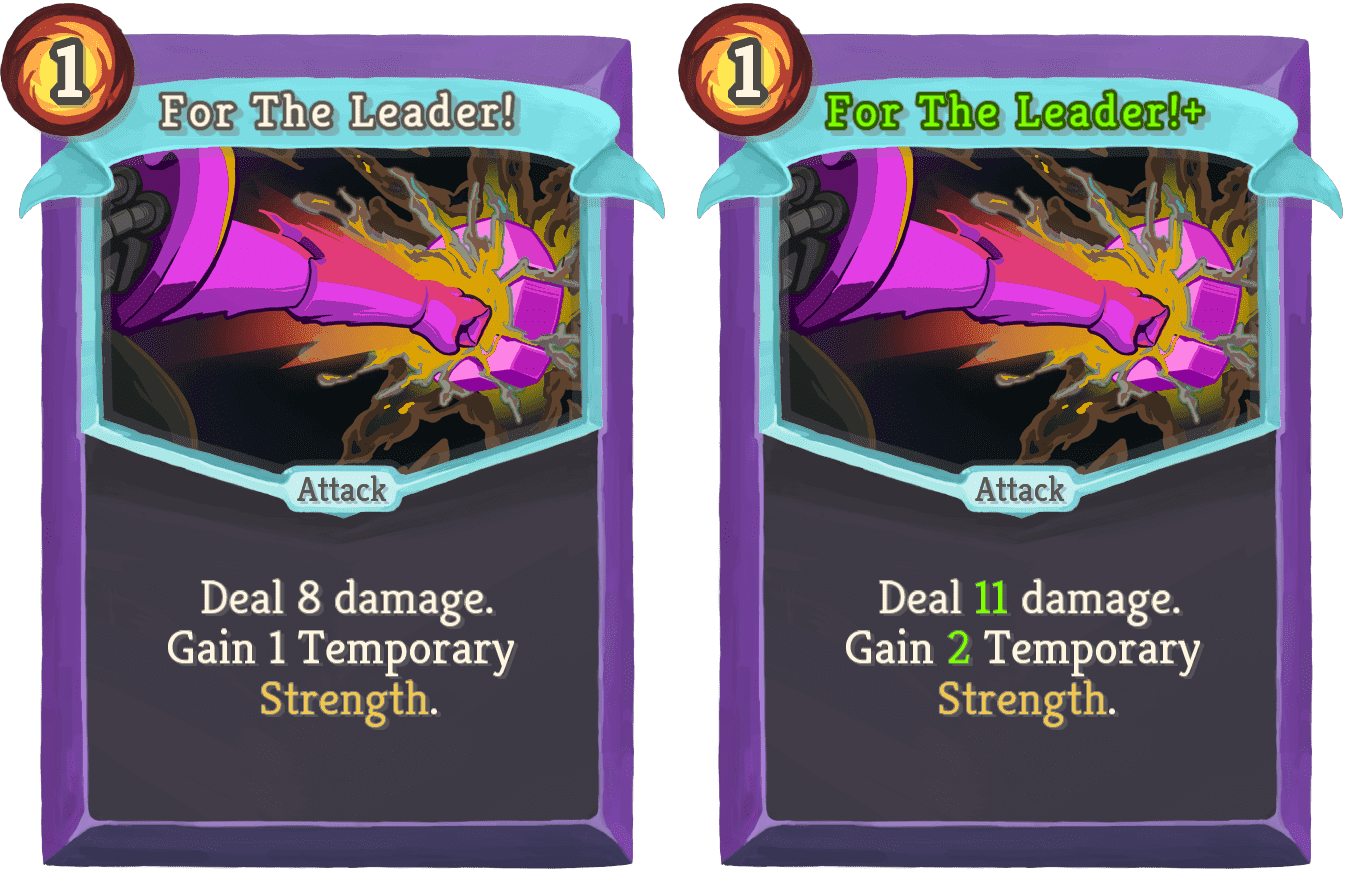 1
For The Leader!
Attack
Deal 8 damage.
Gain 1 Temporary
Strength.
1
For The Leader!+
Attack
Deal 11 damage.
Gain 2 Temporary
Strength.